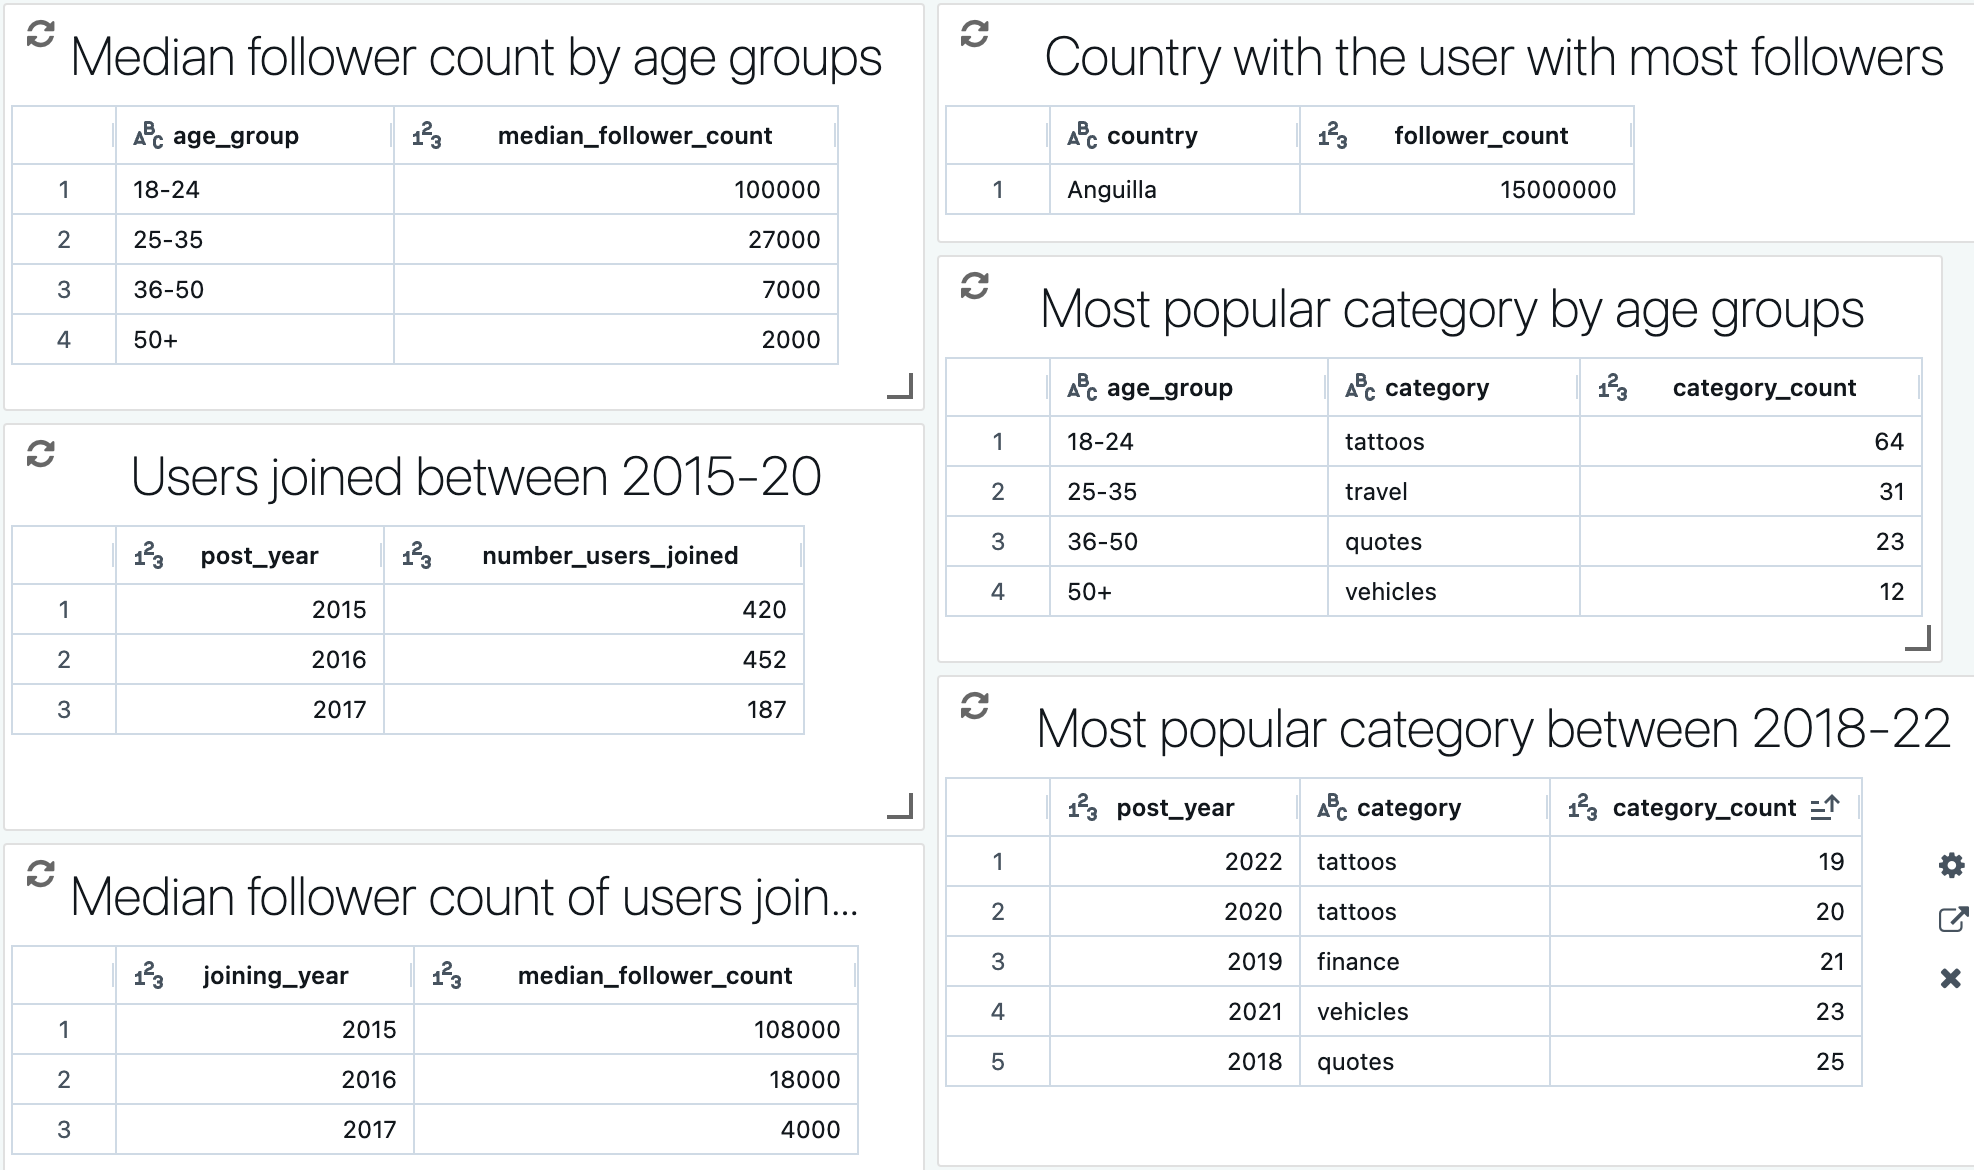 Median follower count by age groups
age_group median_follower_count
1 18-24 100000
2 25-35 27000
3 36-50 7000
4 50+ 2000
Users joined between 2015-20
post_year number_users_joined
1 2015 420
2 2016 452
3 2017 187
Median follower count of users join...
joining_year median_follower_count
1 2015 108000
2 2016 18000
3 2017 4000
Country with the user with most followers
country follower_count
1 Anguilla 15000000
Most popular category by age groups
age_group category category_count
1 18-24 tattoos 64
2 25-35 travel 31
3 36-50 quotes 23
4 50+ vehicles 12
Most popular category between 2018-22
post_year category category_count
1 2022 tattoos 19
2 2020 tattoos 20
3 2019 finance 21
4 2021 vehicles 23
5 2018 quotes 25